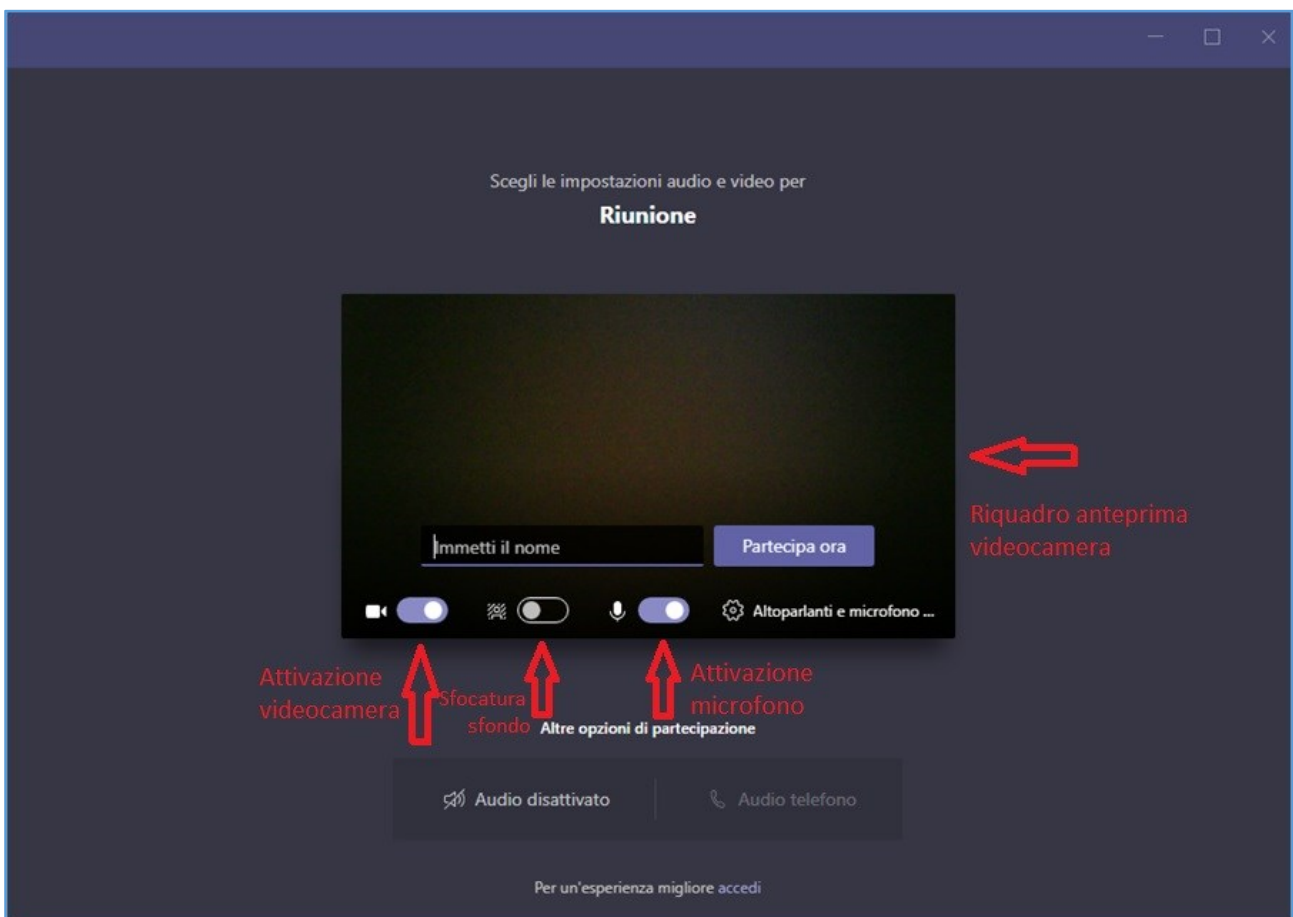 Scegli le impostazioni audio e video per
Riunione
Riquadro anteprima
videocamera
Immetti il nome
Partecipa ora
Altoparlanti e microfono ...
Attivazione
videocamera
Sfocatura
sfondo
Attivazione
microfono
Altre opzioni di partecipazione
Audio disattivato
Audio telefono
Per un'esperienza migliore accedi